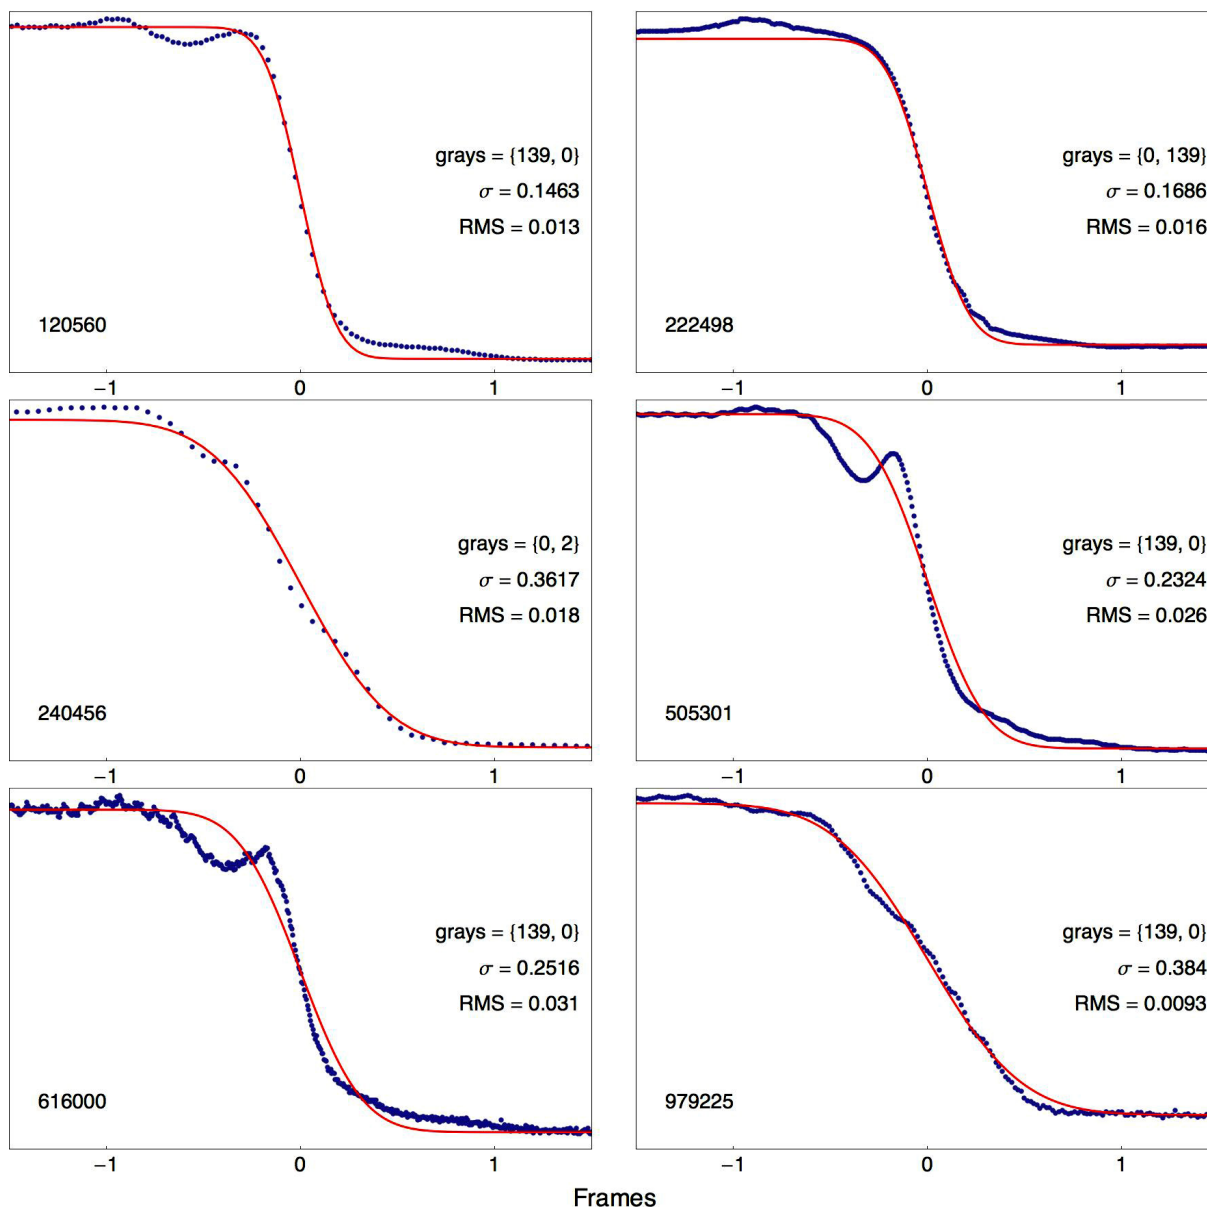 grays = {139, 0}
σ = 0.1463
RMS = 0.013
120560
−1 0 1
grays = {0, 139}
σ = 0.1686
RMS = 0.016
222498
−1 0 1
grays = {0, 2}
σ = 0.3617
RMS = 0.018
240456
−1 0 1
grays = {139, 0}
σ = 0.2324
RMS = 0.026
505301
−1 0 1
grays = {139, 0}
σ = 0.2516
RMS = 0.031
616000
−1 0 1
grays = {139, 0}
σ = 0.384
RMS = 0.0093
979225
−1 0 1
Frames